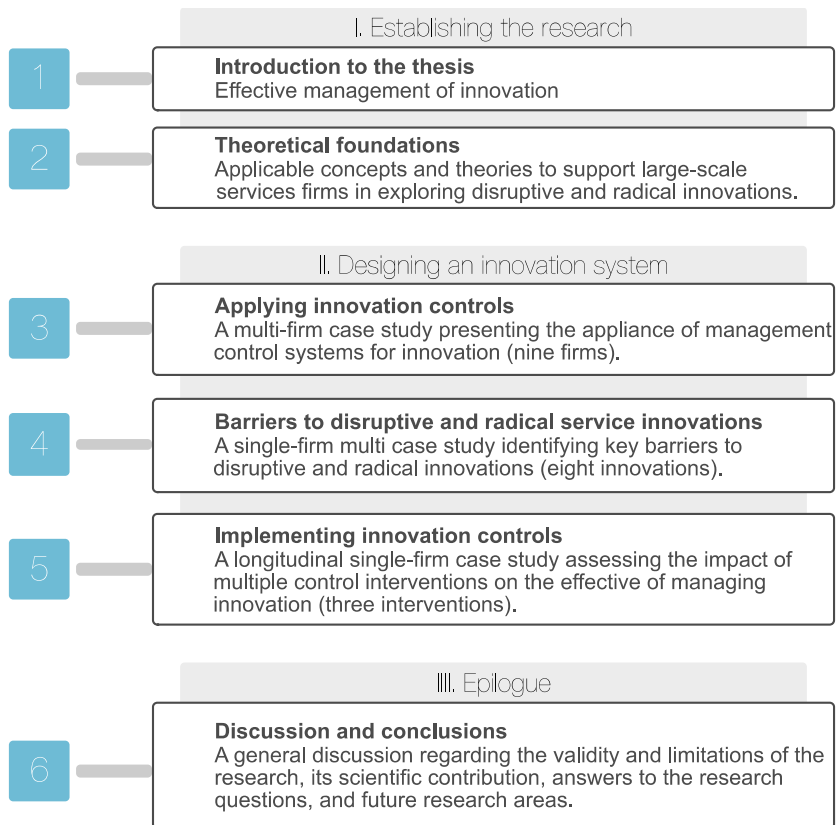 I. Establishing the research
1
Introduction to the thesis
Effective management of innovation
2
Theoretical foundations
Applicable concepts and theories to support large-scale
services firms in exploring disruptive and radical innovations.
II. Designing an innovation system
3
Applying innovation controls
A multi-firm case study presenting the appliance of management
control systems for innovation (nine firms).
4
Barriers to disruptive and radical service innovations
A single-firm multi case study identifying key barriers to
disruptive and radical innovations (eight innovations).
5
Implementing innovation controls
A longitudinal single-firm case study assessing the impact of
multiple control interventions on the effective of managing
innovation (three interventions).
IIII. Epilogue
6
Discussion and conclusions
A general discussion regarding the validity and limitations of the
research, its scientific contribution, answers to the research
questions, and future research areas.